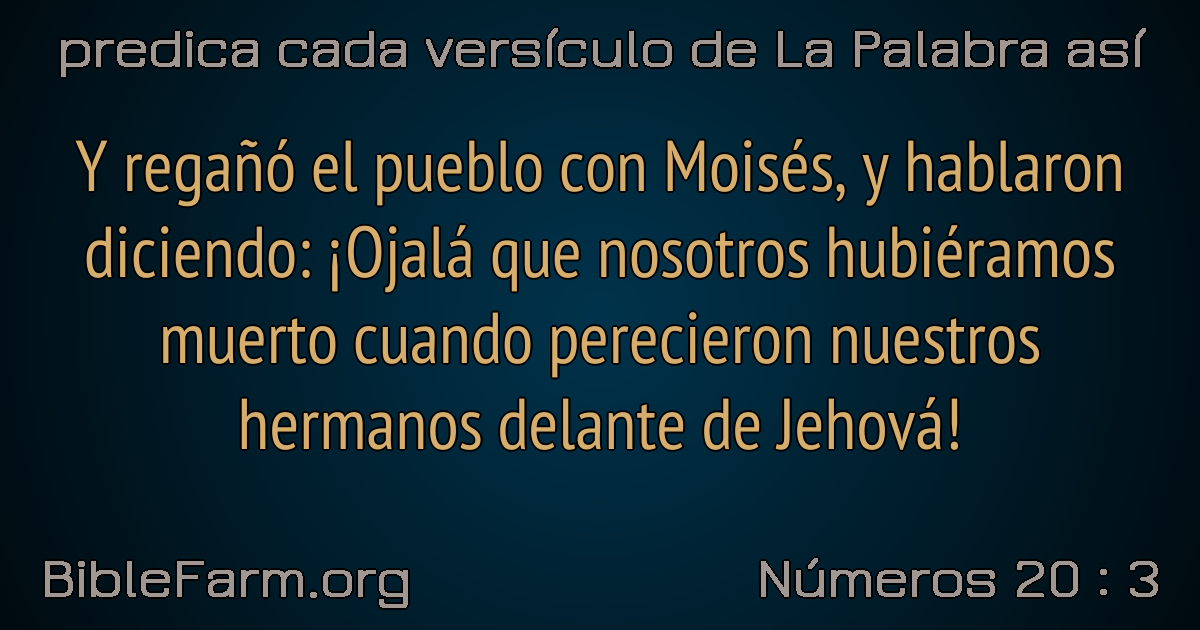 predica cada versículo de La Palabra así
Y regañó el pueblo con Moisés, y hablaron
diciendo: ¡Ojalá que nosotros hubiéramos
muerto cuando perecieron nuestros
hermanos delante de Jehová!
BibleFarm.org
Números 20 : 3